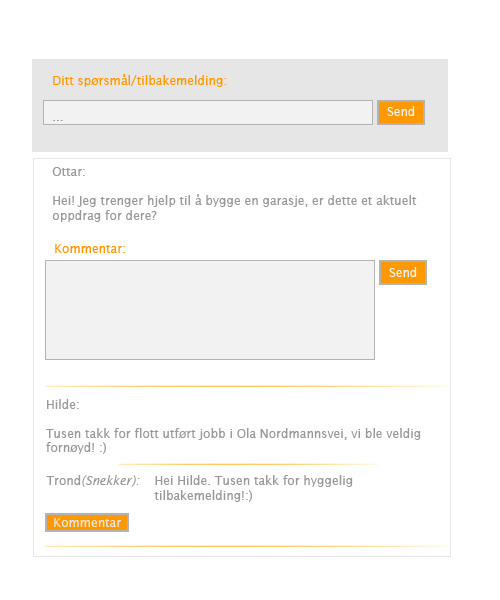 Ditt spørsmål/tilbakemelding:
...
Send
Ottar:
Hei! Jeg trenger hjelp til å bygge en garasje, er dette et aktuelt
oppdrag for dere?
Kommentar:
Send
Hilde:
Tusen takk for flott utført jobb i Ola Nordmannsvei, vi ble veldig
fornøyd! :)
Trond(Snekker): Hei Hilde. Tusen takk for hyggelig
tilbakemelding!:)
Kommentar